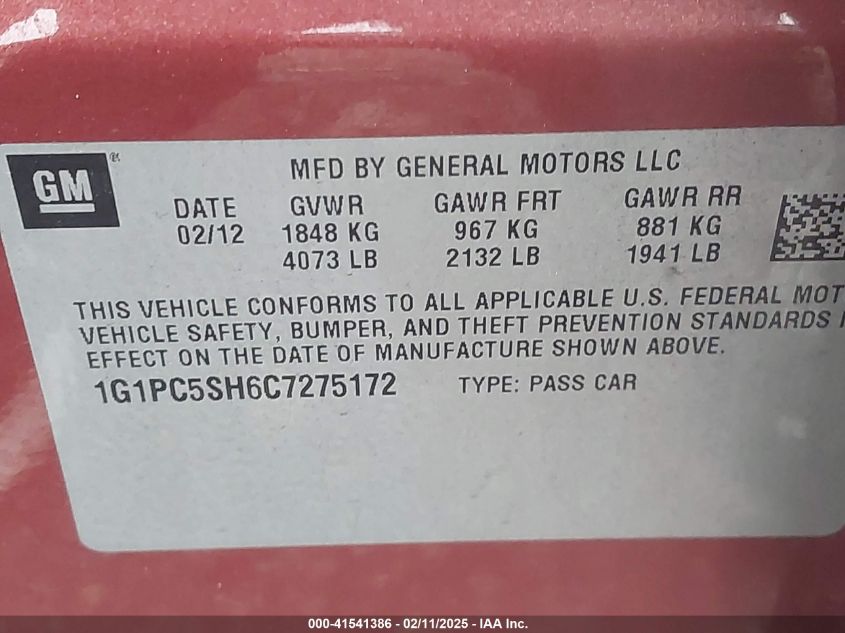 GM®
MFD BY GENERAL MOTORS LLC
DATE GVWR GAWR FRT GAWR RR
02/12 1848 KG 967 KG 881 KG
4073 LB 2132 LB 1941 LB
THIS VEHICLE CONFORMS TO ALL APPLICABLE U.S. FEDERAL MOT
VEHICLE SAFETY, BUMPER, AND THEFT PREVENTION STANDARDS I
EFFECT ON THE DATE OF MANUFACTURE SHOWN ABOVE.
1G1PC5SH6C7275172 TYPE: PASS CAR
000-41541386 - 02/11/2025 - IAA Inc.